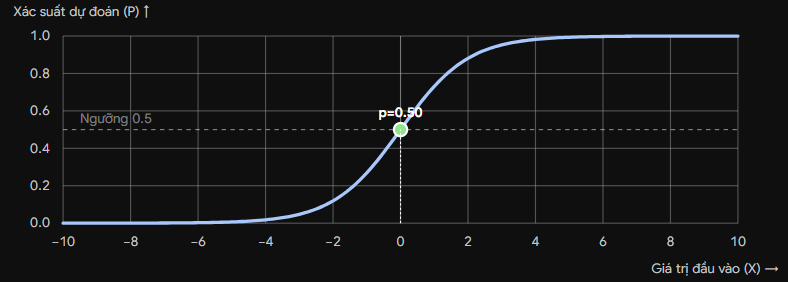 Xác suất dự đoán (P) ↑
1.0
0.8
0.6
0.4
0.2
0.0
Ngưỡng 0.5
p=0.50
−10 −8 −6 −4 −2 0 2 4 6 8 10
Giá trị đầu vào (X) →